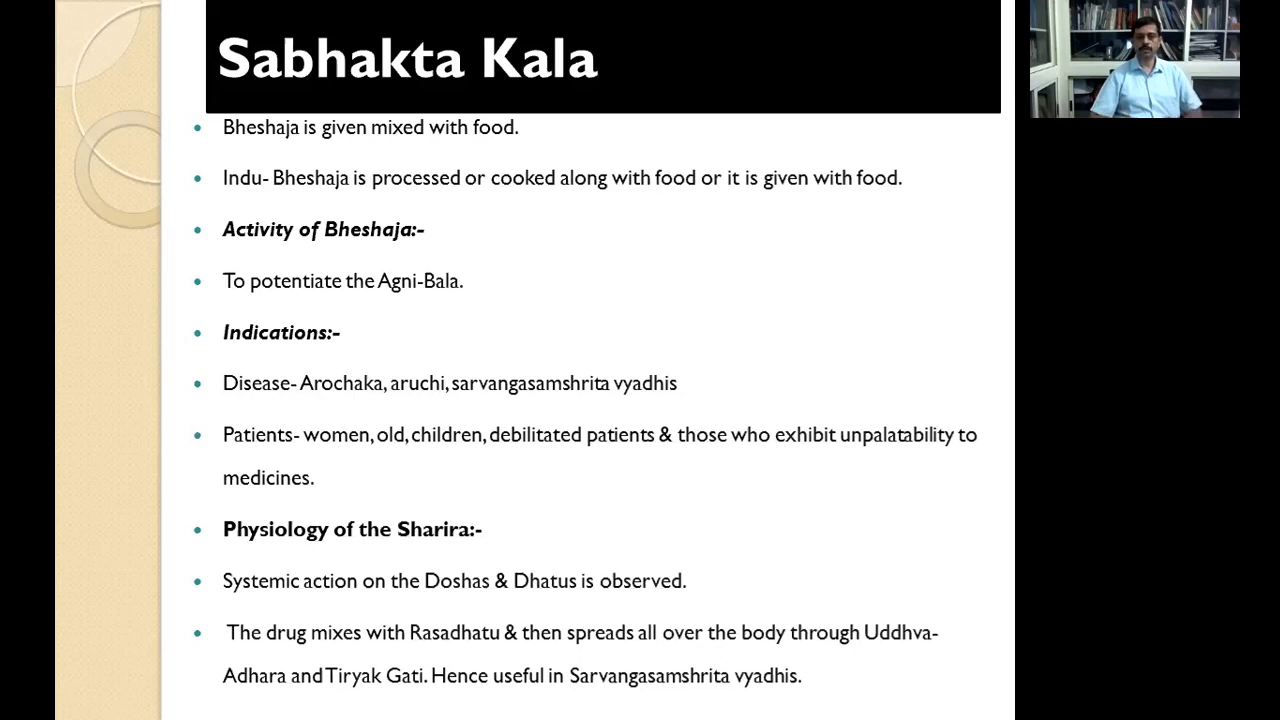 Sabhakta Kala
• Bheshaja is given mixed with food.
• Indu- Bheshaja is processed or cooked along with food or it is given with food.
• Activity of Bheshaja:-
• To potentiate the Agni-Bala.
• Indications:-
• Disease- Arochaka, aruchi, sarvangasamshrita vyadhis
• Patients- women, old, children, debilitated patients & those who exhibit unpalatability to
medicines.
• Physiology of the Sharira:-
• Systemic action on the Doshas & Dhatus is observed.
• The drug mixes with Rasadhatu & then spreads all over the body through Uddhva-
Adhara and Tiryak Gati. Hence useful in Sarvangasamshrita vyadhis.